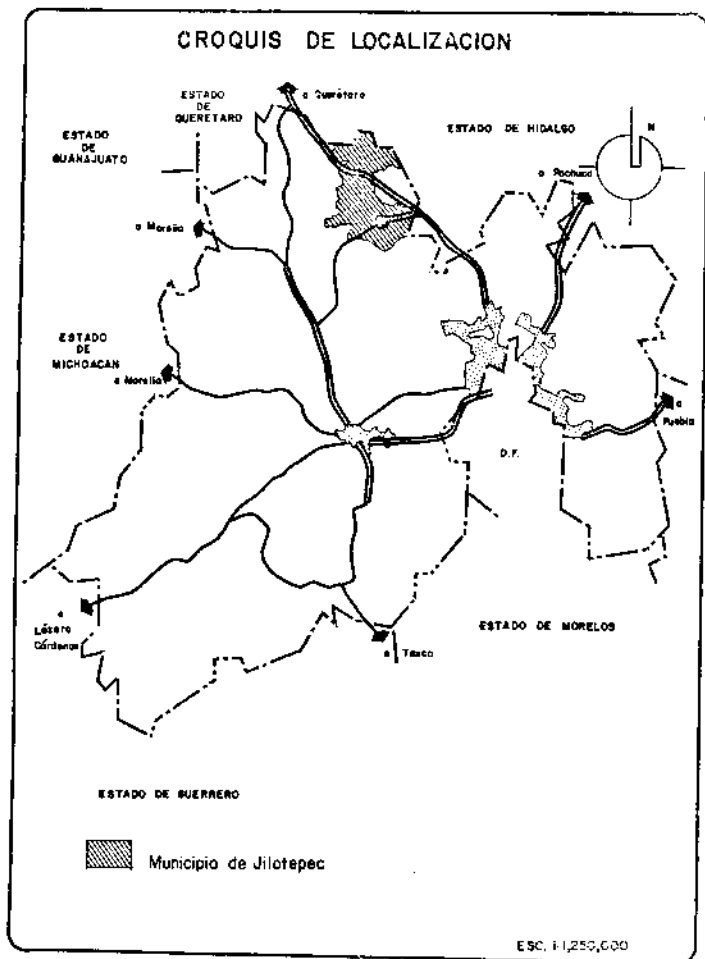 CROQUIS DE LOCALIZACION
ESTADO
DE
QUERETARO
a Querétaro
ESTADO
DE
GUANAJUATO
ESTADO DE HIDALGO
N
a Pachuca
a Morelia
ESTADO
DE
MICHOACAN
a Morelia
a
Puebla
D.F.
a
Lázaro
Cárdenas
a Taxco
ESTADO DE MORELOS
ESTADO DE GUERRERO
Municipio de Jilotepec
ESC. 1:1,250,000